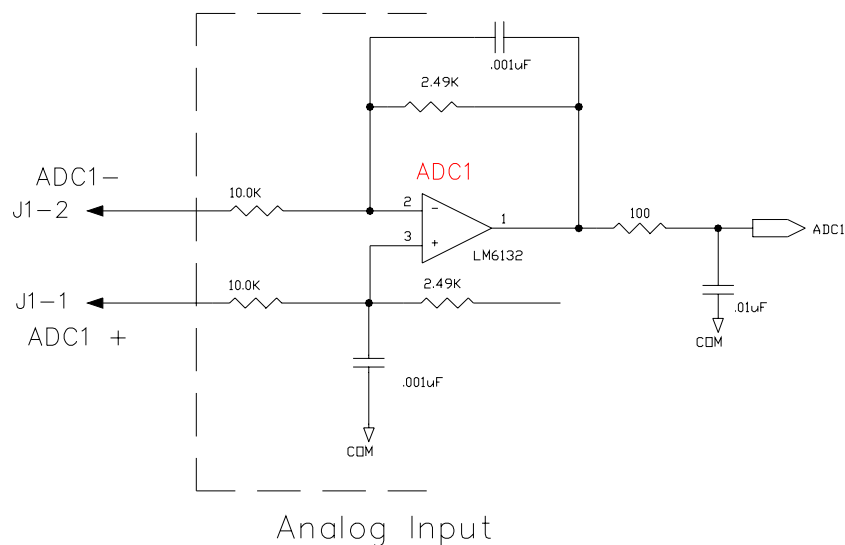 .001uF
2.49K
ADC1-
ADC1
10.0K
J1-2
2
-
1
100
ADC1
3
+
LM6132
J1-1
10.0K
2.49K
ADC1 +
.01uF
COM
.001uF
COM
Analog Input